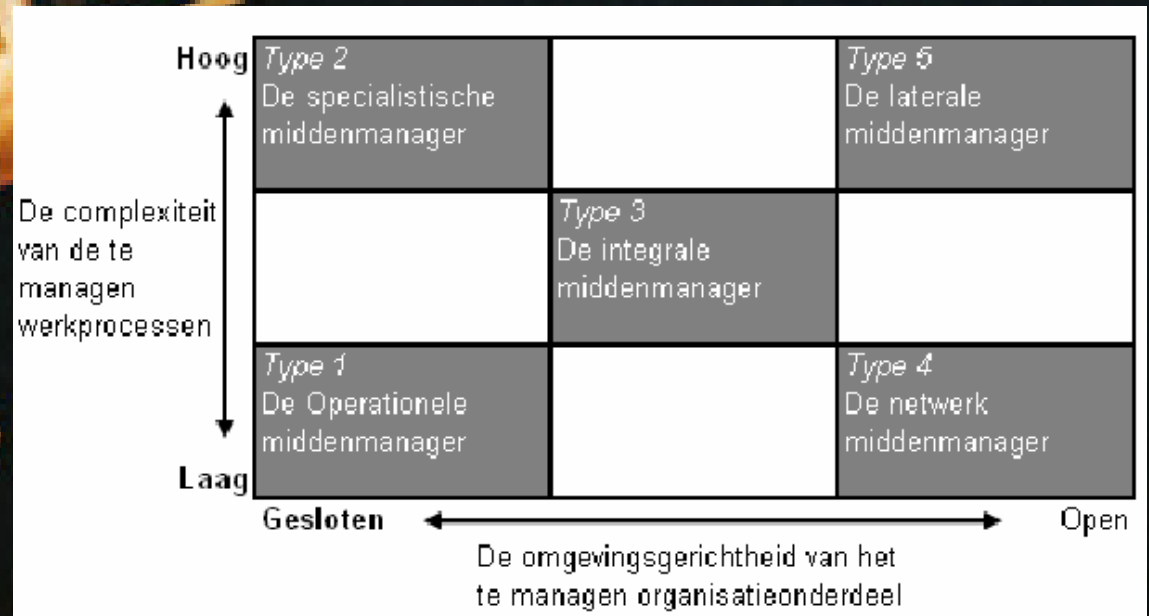 Hoog
Type 2
De specialistische
middenmanager
Type 5
De laterale
middenmanager
De complexiteit
van de te
managen
werkprocessen
Type 3
De integrale
middenmanager
Type 1
De Operationele
middenmanager
Type 4
De netwerk
middenmanager
Laag
Gesloten
Open
De omgevingsgerichtheid van het
te managen organisatieonderdeel